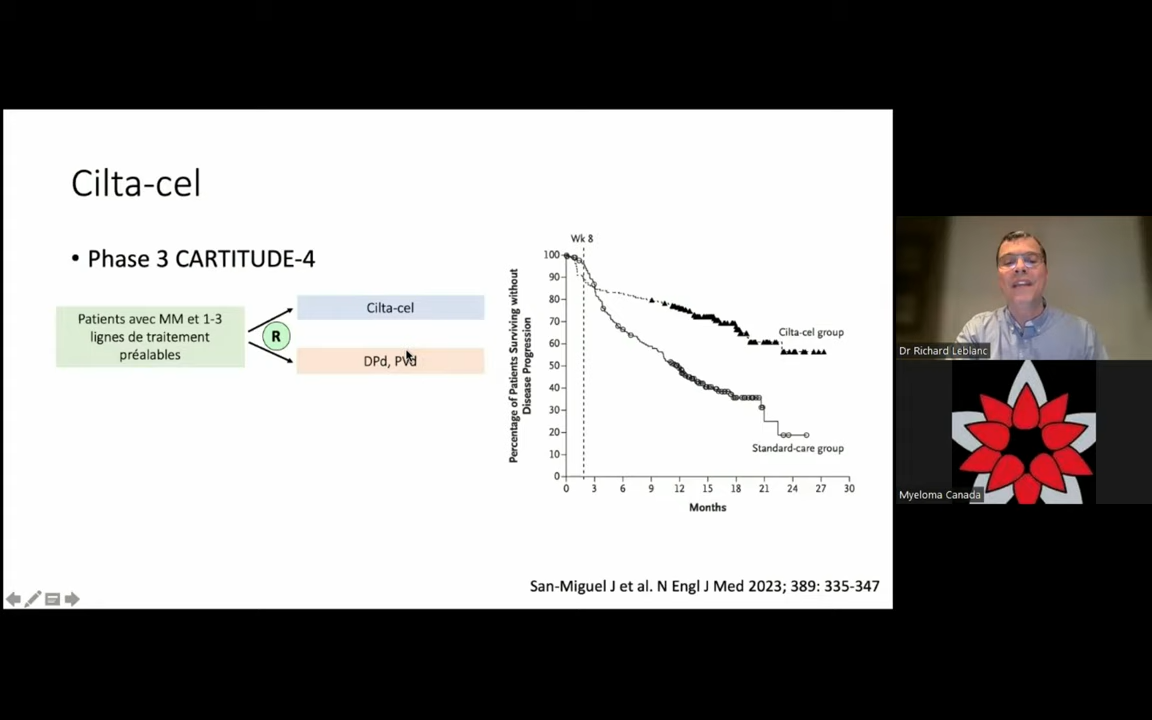 Cilta-cel
• Phase 3 CARTITUDE-4
Patients avec MM et 1-3
lignes de traitement
préalables
R
Cilta-cel
DPd, PVd
Wk 8
Percentage of Patients Surviving without
Disease Progression
100
90
80
70
60
50
40
30
20
10
0
Cilta-cel group
Standard-care group
0 3 6 9 12 15 18 21 24 27 30
Months
San-Miguel J et al. N Engl J Med 2023; 389: 335-347
Dr Richard Leblanc
Myeloma Canada